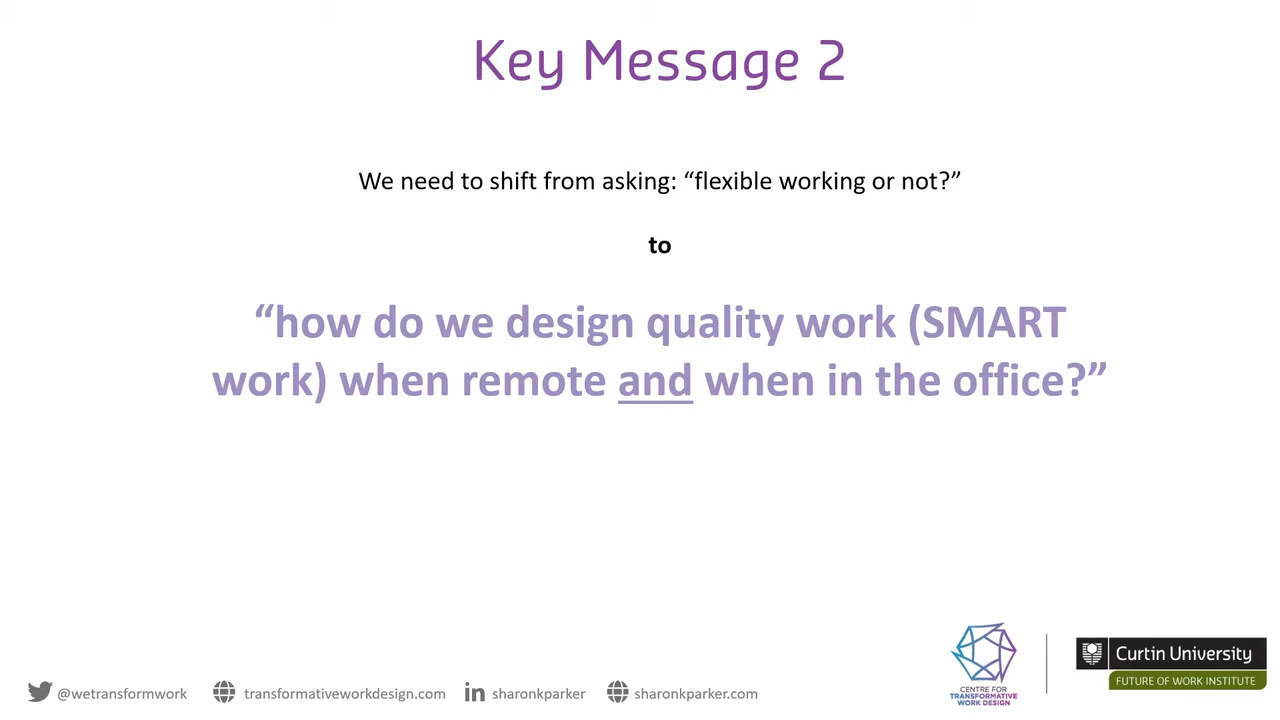 Key Message 2
We need to shift from asking: “flexible working or not?”
to
“how do we design quality work (SMART
work) when remote and when in the office?”
@wetransformwork
transformativeworkdesign.com
in sharonkparker
sharonkparker.com
CENTRE FOR
TRANSFORMATIVE
WORK DESIGN
Curtin University
FUTURE OF WORK INSTITUTE